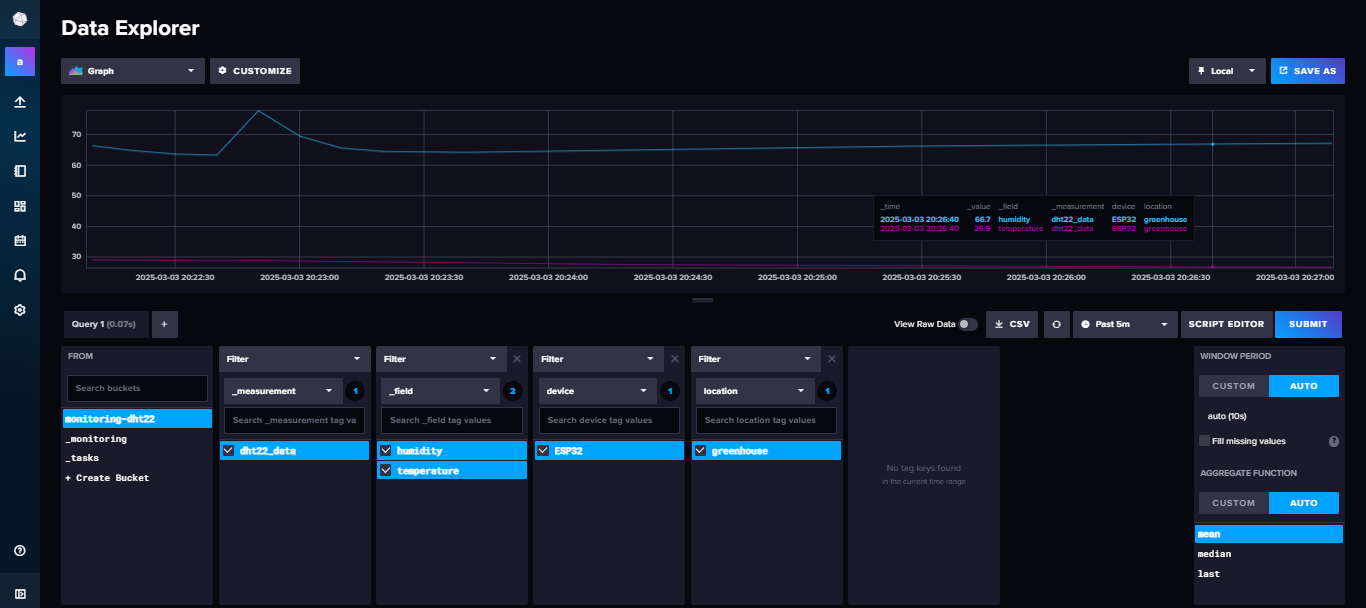 Data Explorer
a
Graph
CUSTOMIZE
Local
SAVE AS
70
60
50
40
30
_time _value _field _measurement device location
2025-03-03 20:26:40 66.7 humidity dht22_data ESP32 greenhouse
2025-03-03 20:26:40 26.9 temperature dht22_data ESP32 greenhouse
2025-03-03 20:22:30 2025-03-03 20:23:00 2025-03-03 20:23:30 2025-03-03 20:24:00 2025-03-03 20:24:30 2025-03-03 20:25:00 2025-03-03 20:25:30 2025-03-03 20:26:00 2025-03-03 20:26:30 2025-03-03 20:27:00
Query 1 (0.07s)
+
View Raw Data
CSV
Past 5m
SCRIPT EDITOR
SUBMIT
FROM
Search buckets
monitoring-dht22
_monitoring
_tasks
+ Create Bucket
Filter
_measurement
1
Search _measurement tag va
dht22_data
Filter
_field
2
Search _field tag values
humidity
temperature
Filter
device
1
Search device tag values
ESP32
Filter
location
1
Search location tag values
greenhouse
No tag keys found
in the current time range
WINDOW PERIOD
CUSTOM
AUTO
auto (10s)
Fill missing values
?
AGGREGATE FUNCTION
CUSTOM
AUTO
mean
median
last